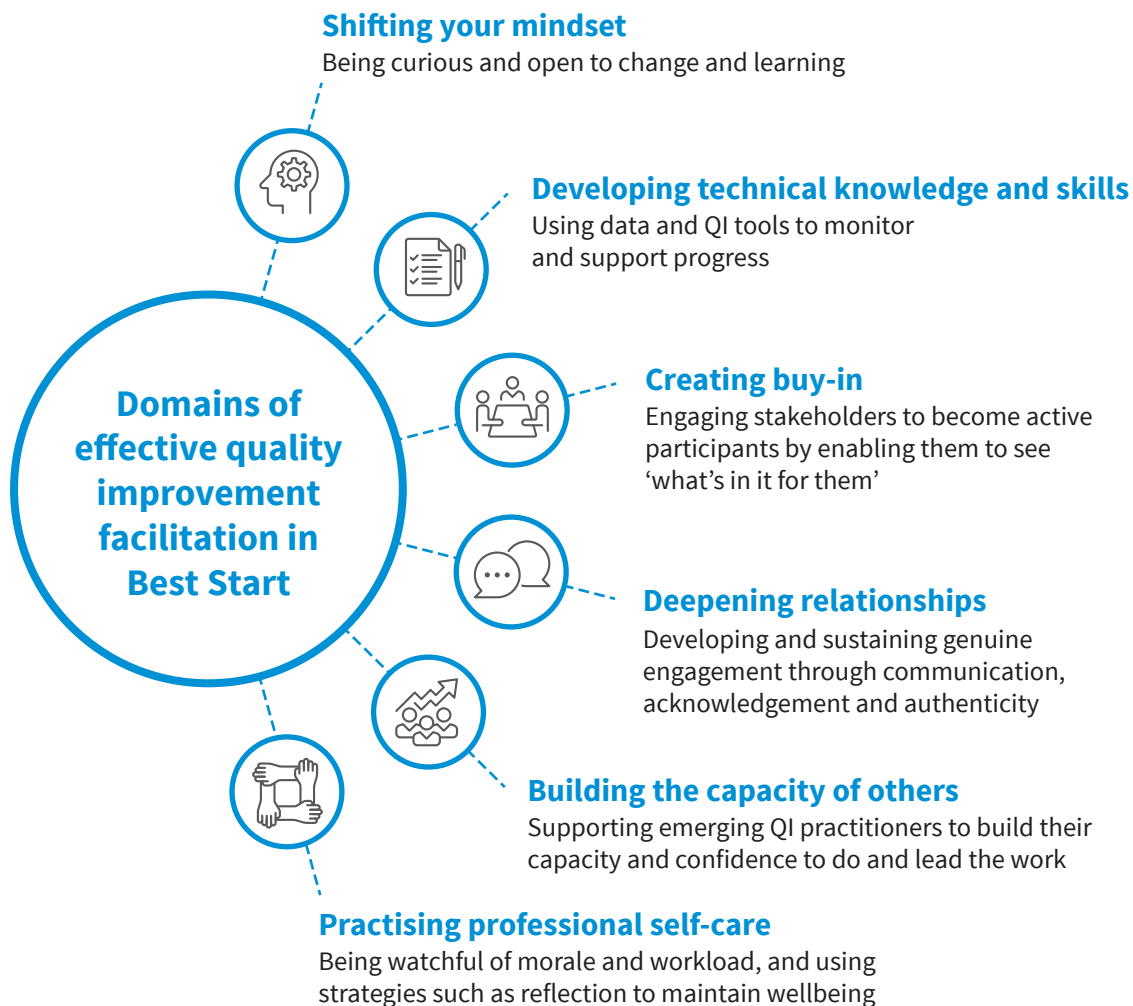 Shifting your mindset
Being curious and open to change and learning
Developing technical knowledge and skills
Using data and QI tools to monitor
and support progress
Domains of
effective quality
improvement
facilitation in
Best Start
Creating buy-in
Engaging stakeholders to become active
participants by enabling them to see
‘what’s in it for them’
Deepening relationships
Developing and sustaining genuine
engagement through communication,
acknowledgement and authenticity
Building the capacity of others
Supporting emerging QI practitioners to build their
capacity and confidence to do and lead the work
Practising professional self-care
Being watchful of morale and workload, and using
strategies such as reflection to maintain wellbeing